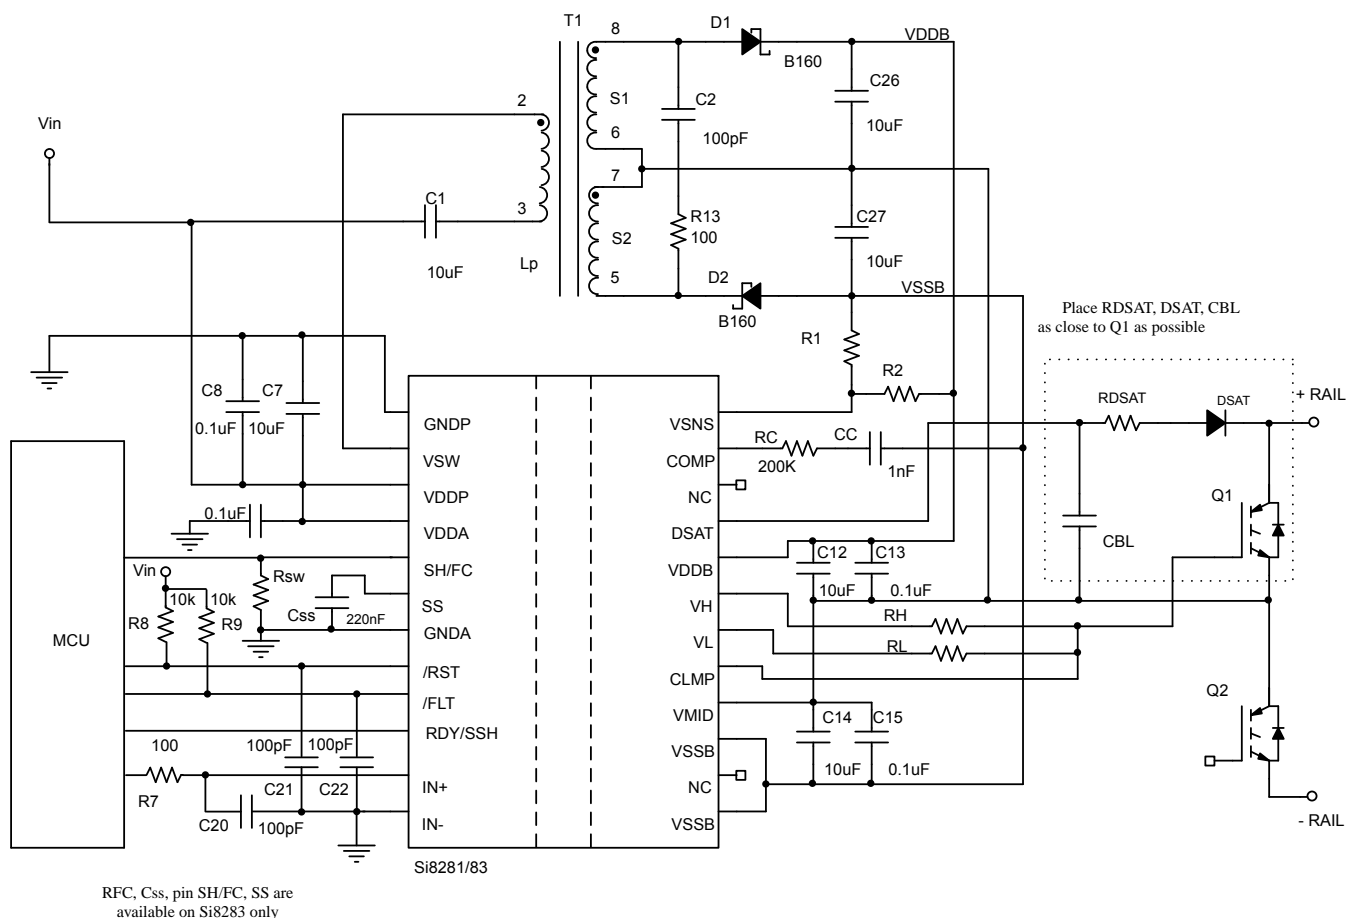 T1
8
D1
VDDB
B160
C26
S1
C2
2
10uF
Vin
6
100pF
7
C1
R13
C27
3
100
S2
10uF
Lp
10uF
5
D2
VSSB
B160
Place RDSAT, DSAT, CBL
as close to Q1 as possible
R1
R2
C8
C7
0.1uF
10uF
RDSAT
DSAT
+ RAIL
GNDP
VSNS
RC
CC
VSW
COMP
200K
1nF
VDDP
NC
Q1
0.1uF
VDDA
DSAT
C12
C13
CBL
Vin
Rsw
SH/FC
VDDB
10uF
0.1uF
10k
10k
SS
VH
Css
220nF
RH
R8
R9
GNDA
VL
MCU
RL
/RST
CLMP
Q2
/FLT
VMID
C14
C15
RDY/SSH
VSSB
100
100pF
100pF
10uF
0.1uF
IN+
NC
C21
C22
R7
C20
100pF
IN-
VSSB
- RAIL
Si8281/83
RFC, Css, pin SH/FC, SS are
available on Si8283 only